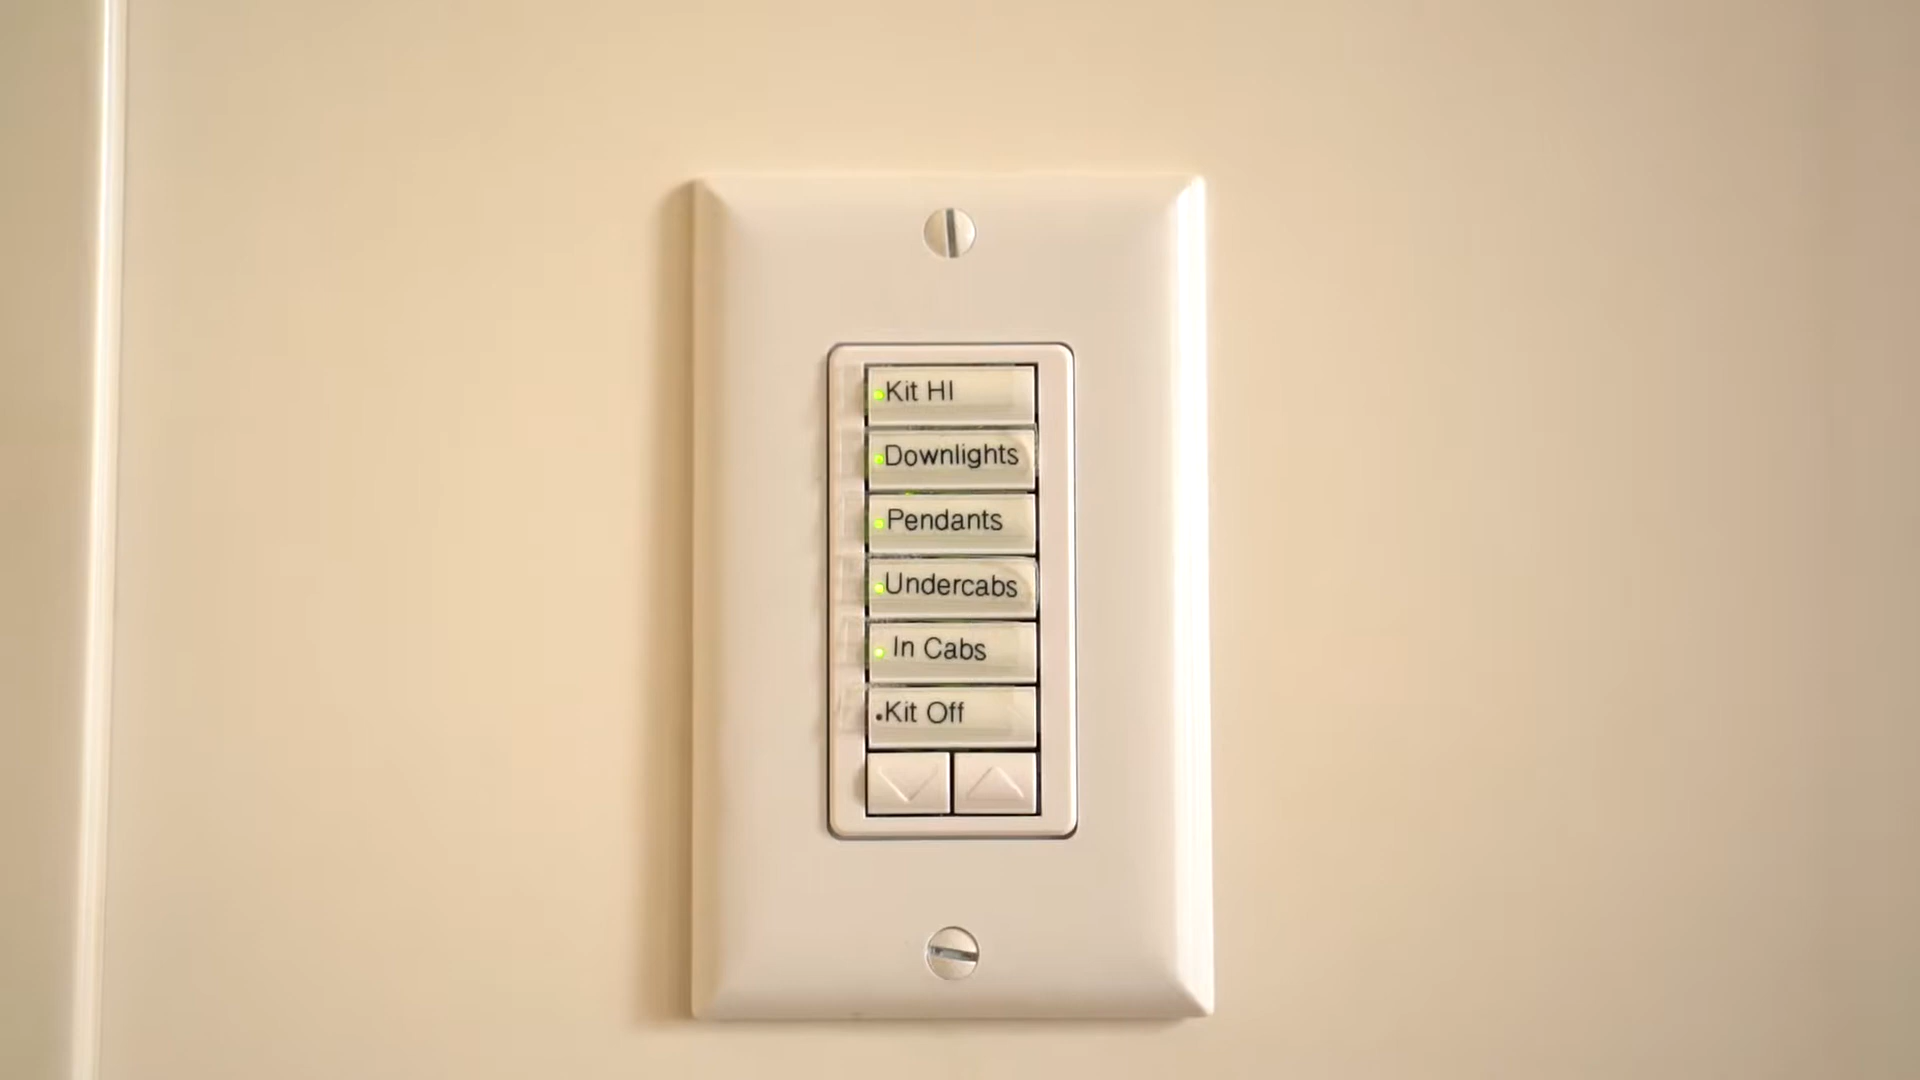 Kit HI
Downlights
Pendants
Undercabs
In Cabs
Kit Off